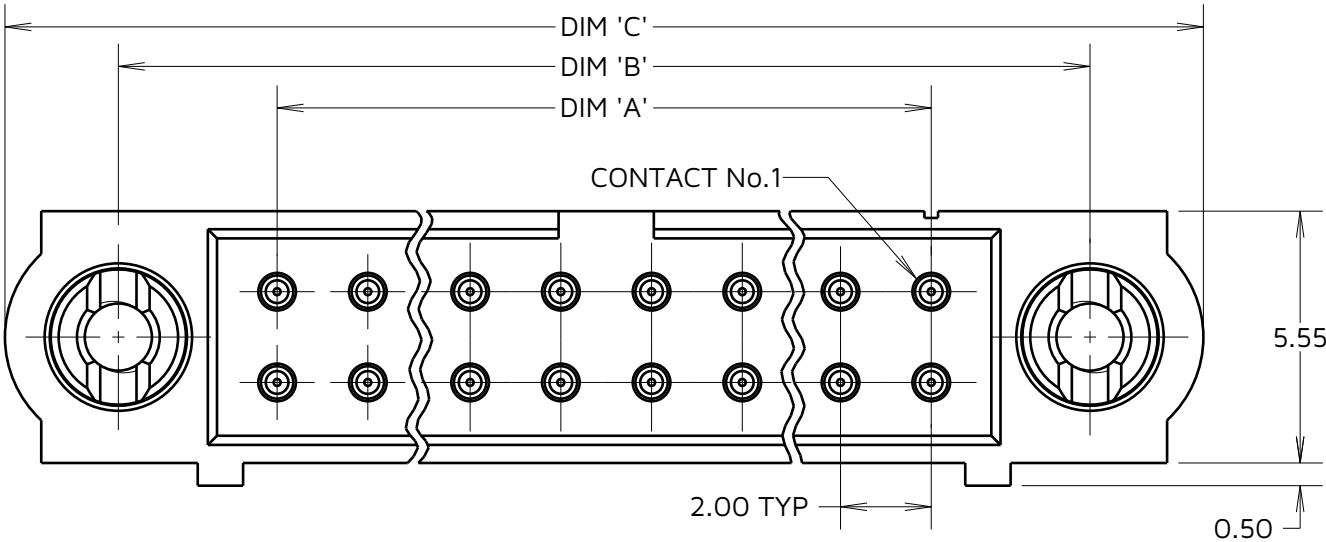 DIM 'C'
DIM 'B'
DIM 'A'
CONTACT No.1
5.55
2.00 TYP
0.50